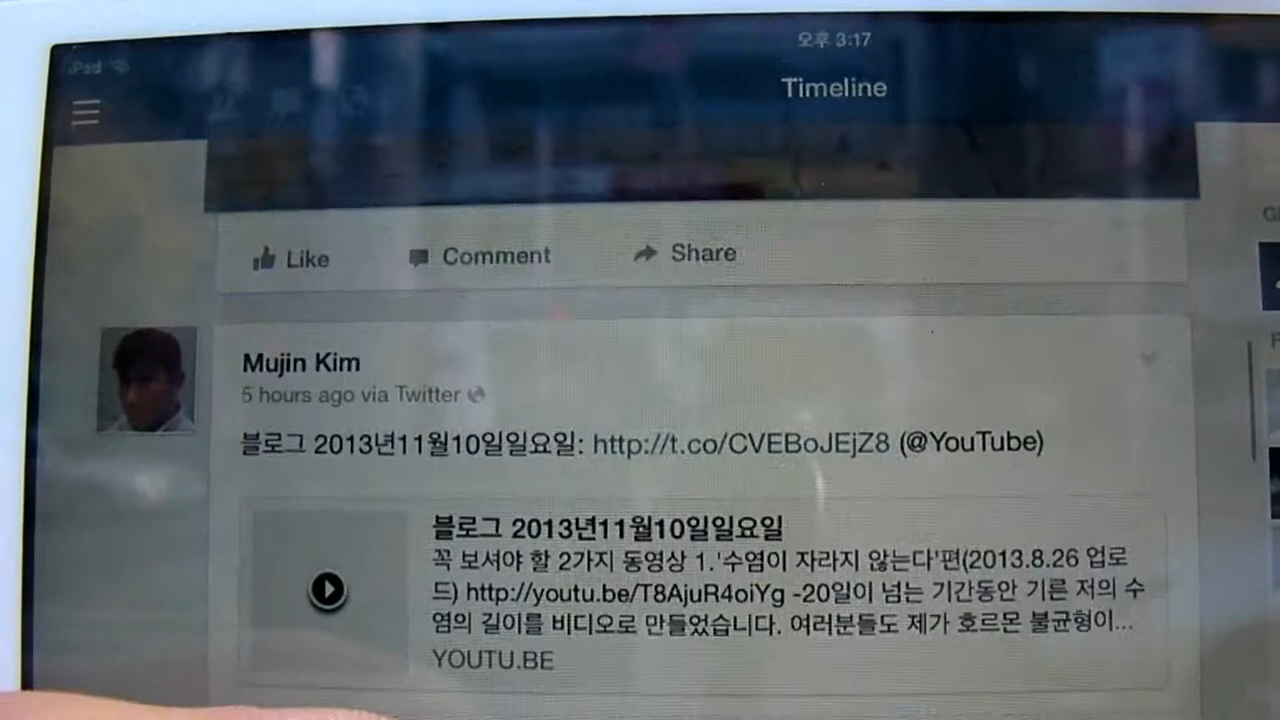 오후 3:17
iPad
Timeline
Like Comment Share
Mujin Kim
5 hours ago via Twitter
블로그 2013년11월10일일요일: http://t.co/CVEBoJEjZ8 (@YouTube)
블로그 2013년11월10일일요일
꼭 보셔야 할 2가지 동영상 1.'수염이 자라지 않는다'편(2013.8.26 업로
드) http://youtu.be/T8AjuR4oiYg -20일이 넘는 기간동안 기른 저의 수
염의 길이를 비디오로 만들었습니다. 여러분들도 제가 호르몬 불균형이...
YOUTU.BE